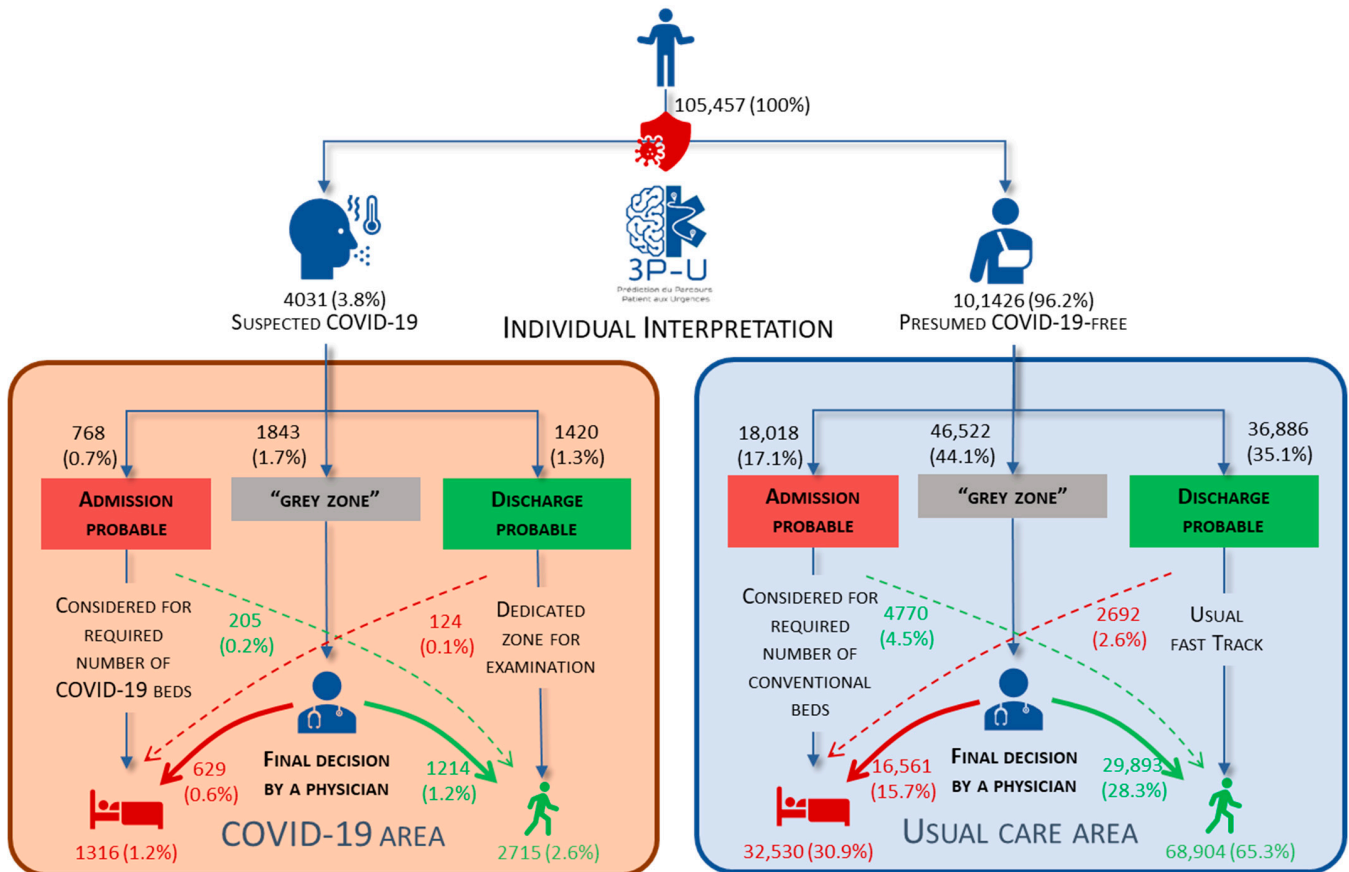 105,457 (100%)
3P-U
Prédiction du Parcours
Patient aux Urgences
4031 (3.8%)
SUSPECTED COVID-19
INDIVIDUAL INTERPRETATION
10,1426 (96.2%)
PRESUMED COVID-19-FREE
768
(0.7%)
1843
(1.7%)
1420
(1.3%)
ADMISSION
PROBABLE
“GREY ZONE”
DISCHARGE
PROBABLE
CONSIDERED FOR
REQUIRED
NUMBER OF
COVID-19 BEDS
205
(0.2%)
124
(0.1%)
DEDICATED
ZONE FOR
EXAMINATION
629
(0.6%)
FINAL DECISION
BY A PHYSICIAN
1214
(1.2%)
COVID-19 AREA
1316 (1.2%)
2715 (2.6%)
18,018
(17.1%)
46,522
(44.1%)
36,886
(35.1%)
ADMISSION
PROBABLE
“GREY ZONE”
DISCHARGE
PROBABLE
CONSIDERED FOR
REQUIRED
NUMBER OF
CONVENTIONAL
BEDS
4770
(4.5%)
2692
(2.6%)
USUAL
FAST TRACK
16,561
(15.7%)
FINAL DECISION
BY A PHYSICIAN
29,893
(28.3%)
USUAL CARE AREA
32,530 (30.9%)
68,904 (65.3%)